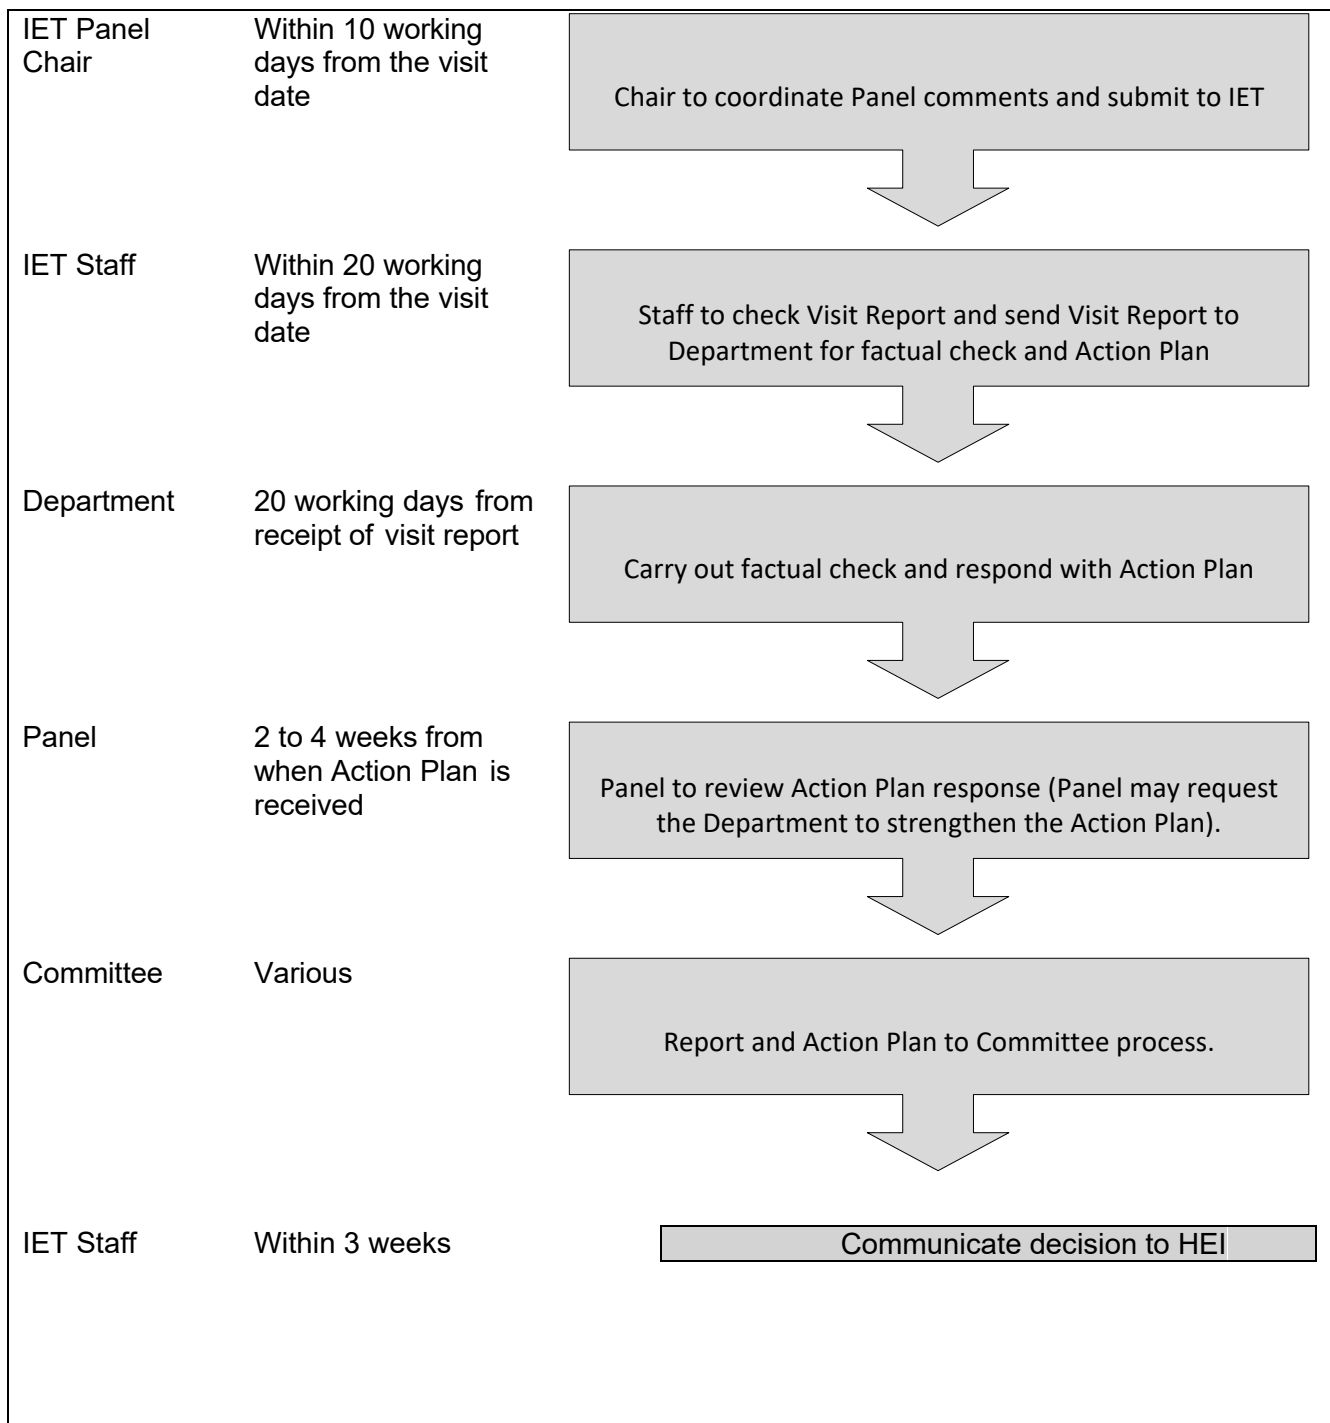 IET Panel
Chair
Within 10 working
days from the visit
date
Chair to coordinate Panel comments and submit to IET
IET Staff
Within 20 working
days from the visit
date
Staff to check Visit Report and send Visit Report to
Department for factual check and Action Plan
Department
20 working days from
receipt of visit report
Carry out factual check and respond with Action Plan
Panel
2 to 4 weeks from
when Action Plan is
received
Panel to review Action Plan response (Panel may request
the Department to strengthen the Action Plan).
Committee
Various
Report and Action Plan to Committee process.
IET Staff
Within 3 weeks
Communicate decision to HEI